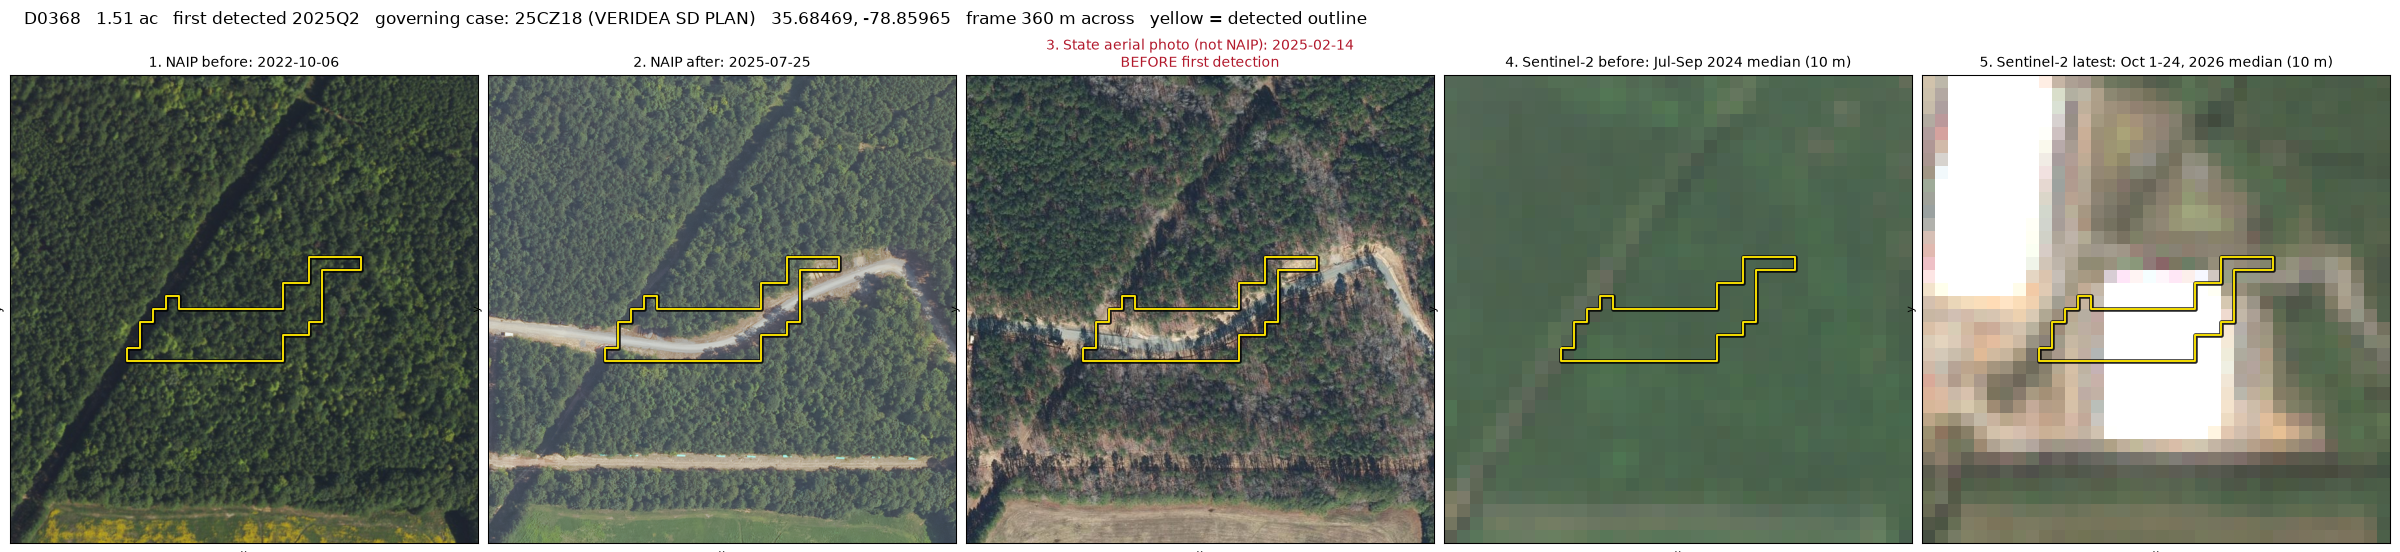 D0368   1.51 ac   first detected 2025Q2   governing case: 25CZ18 (VERIDEA SD PLAN)   35.68469, -78.85965   frame 360 m across   yellow = detected outline
1. NAIP before: 2022-10-06
2. NAIP after: 2025-07-25
3. State aerial photo (not NAIP): 2025-02-14
BEFORE first detection
4. Sentinel-2 before: Jul-Sep 2024 median (10 m)
5. Sentinel-2 latest: Oct 1-24, 2026 median (10 m)